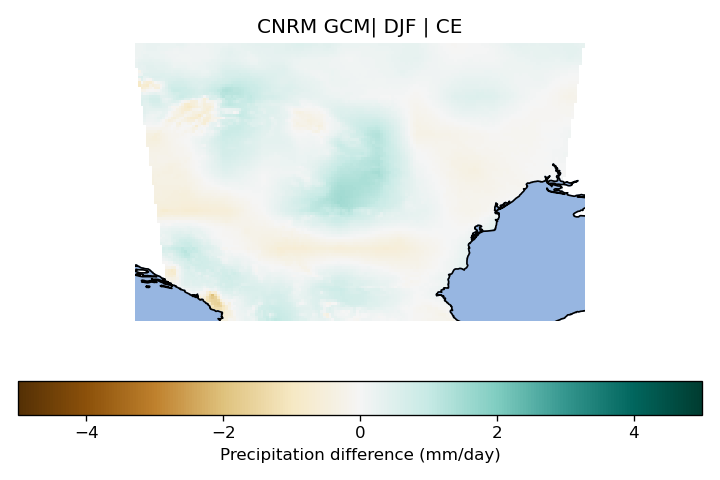 CNRM GCM| DJF | CE
−4 −2 0 2 4
Precipitation difference (mm/day)